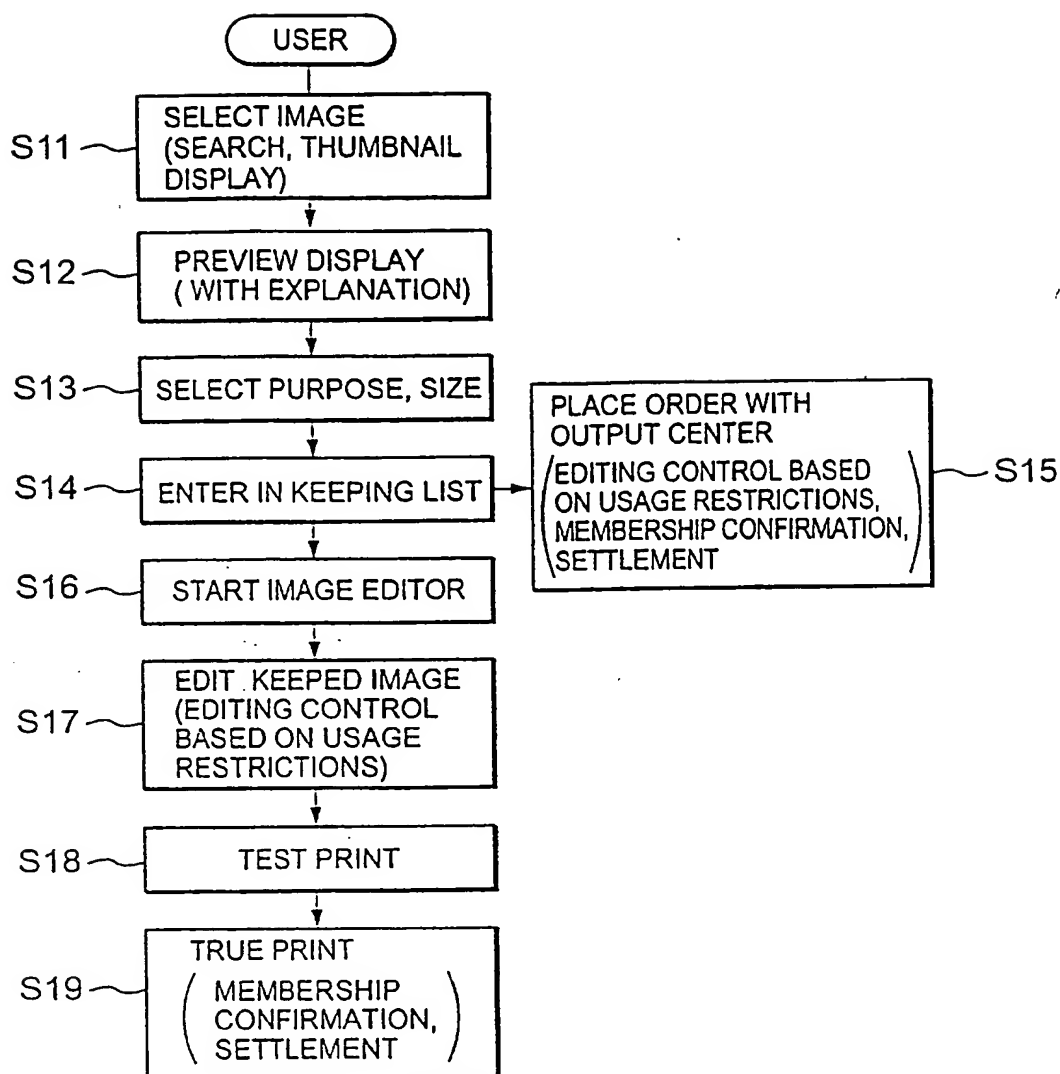 USER
S11
SELECT IMAGE
(SEARCH, THUMBNAIL
DISPLAY)
S12
PREVIEW DISPLAY
( WITH EXPLANATION)
S13
SELECT PURPOSE, SIZE
S14
ENTER IN KEEPING LIST
PLACE ORDER WITH
OUTPUT CENTER
(EDITING CONTROL BASED
ON USAGE RESTRICTIONS,
MEMBERSHIP CONFIRMATION,
SETTLEMENT)
S15
S16
START IMAGE EDITOR
S17
EDIT KEEPED IMAGE
(EDITING CONTROL
BASED ON USAGE
RESTRICTIONS)
S18
TEST PRINT
S19
TRUE PRINT
(MEMBERSHIP
CONFIRMATION,
SETTLEMENT)